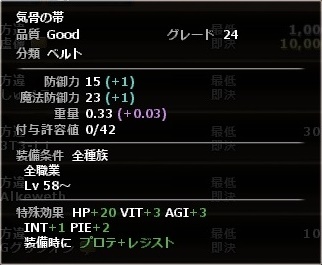 気骨の帯
品質 Good グレード 24
分類 ベルト
防御力 15 (+1)
魔法防御力 23 (+1)
重量 0.33 (+0.03)
付与許容値 0/42
装備条件 全種族
全職業
Lv 58～
特殊効果 HP+20 VIT+3 AGI+3
INT+1 PIE+2
装備時に プロテ+レジスト